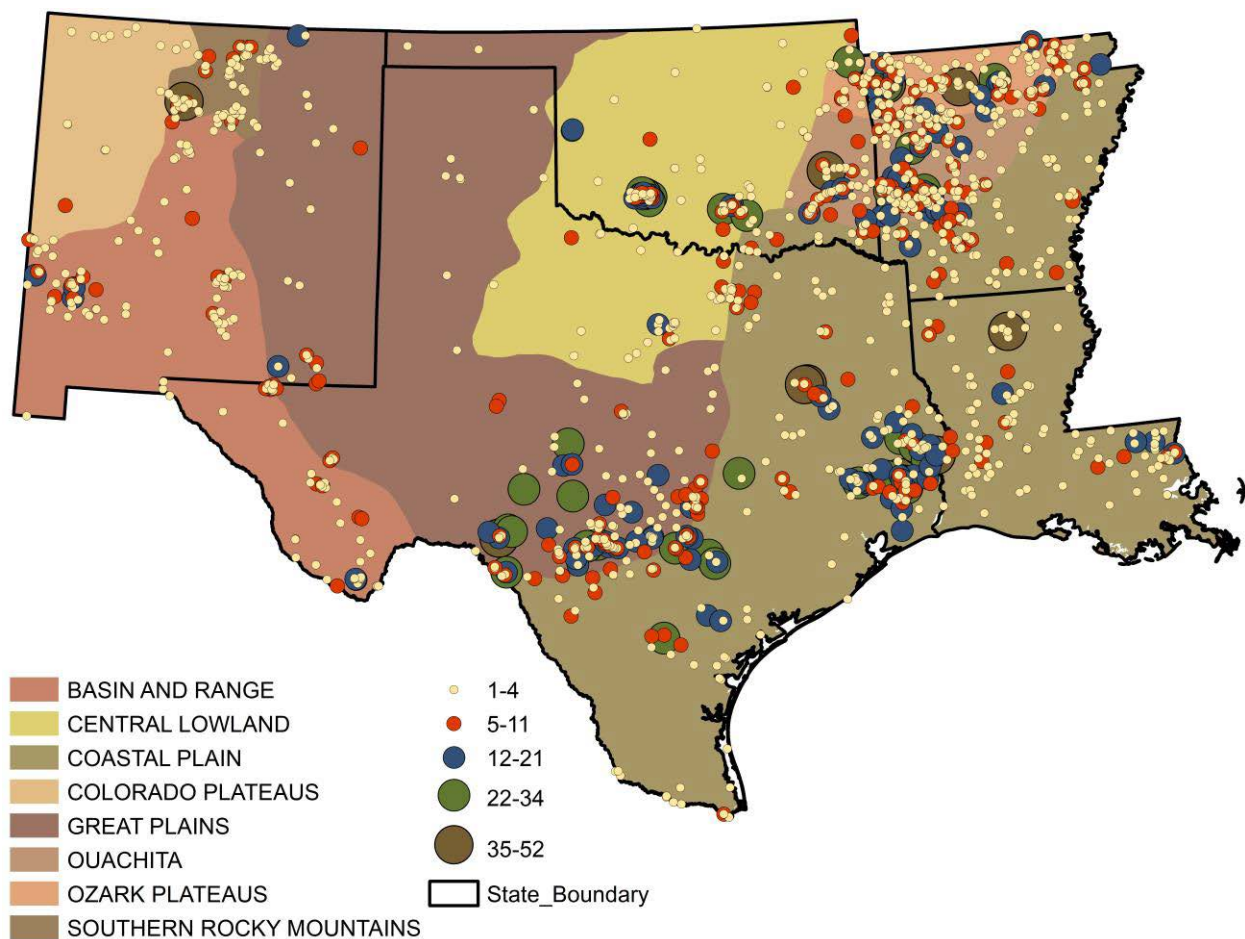 BASIN AND RANGE
CENTRAL LOWLAND
COASTAL PLAIN
COLORADO PLATEAUS
GREAT PLAINS
OUACHITA
OZARK PLATEAUS
SOUTHERN ROCKY MOUNTAINS
1-4
5-11
12-21
22-34
35-52
State_Boundary